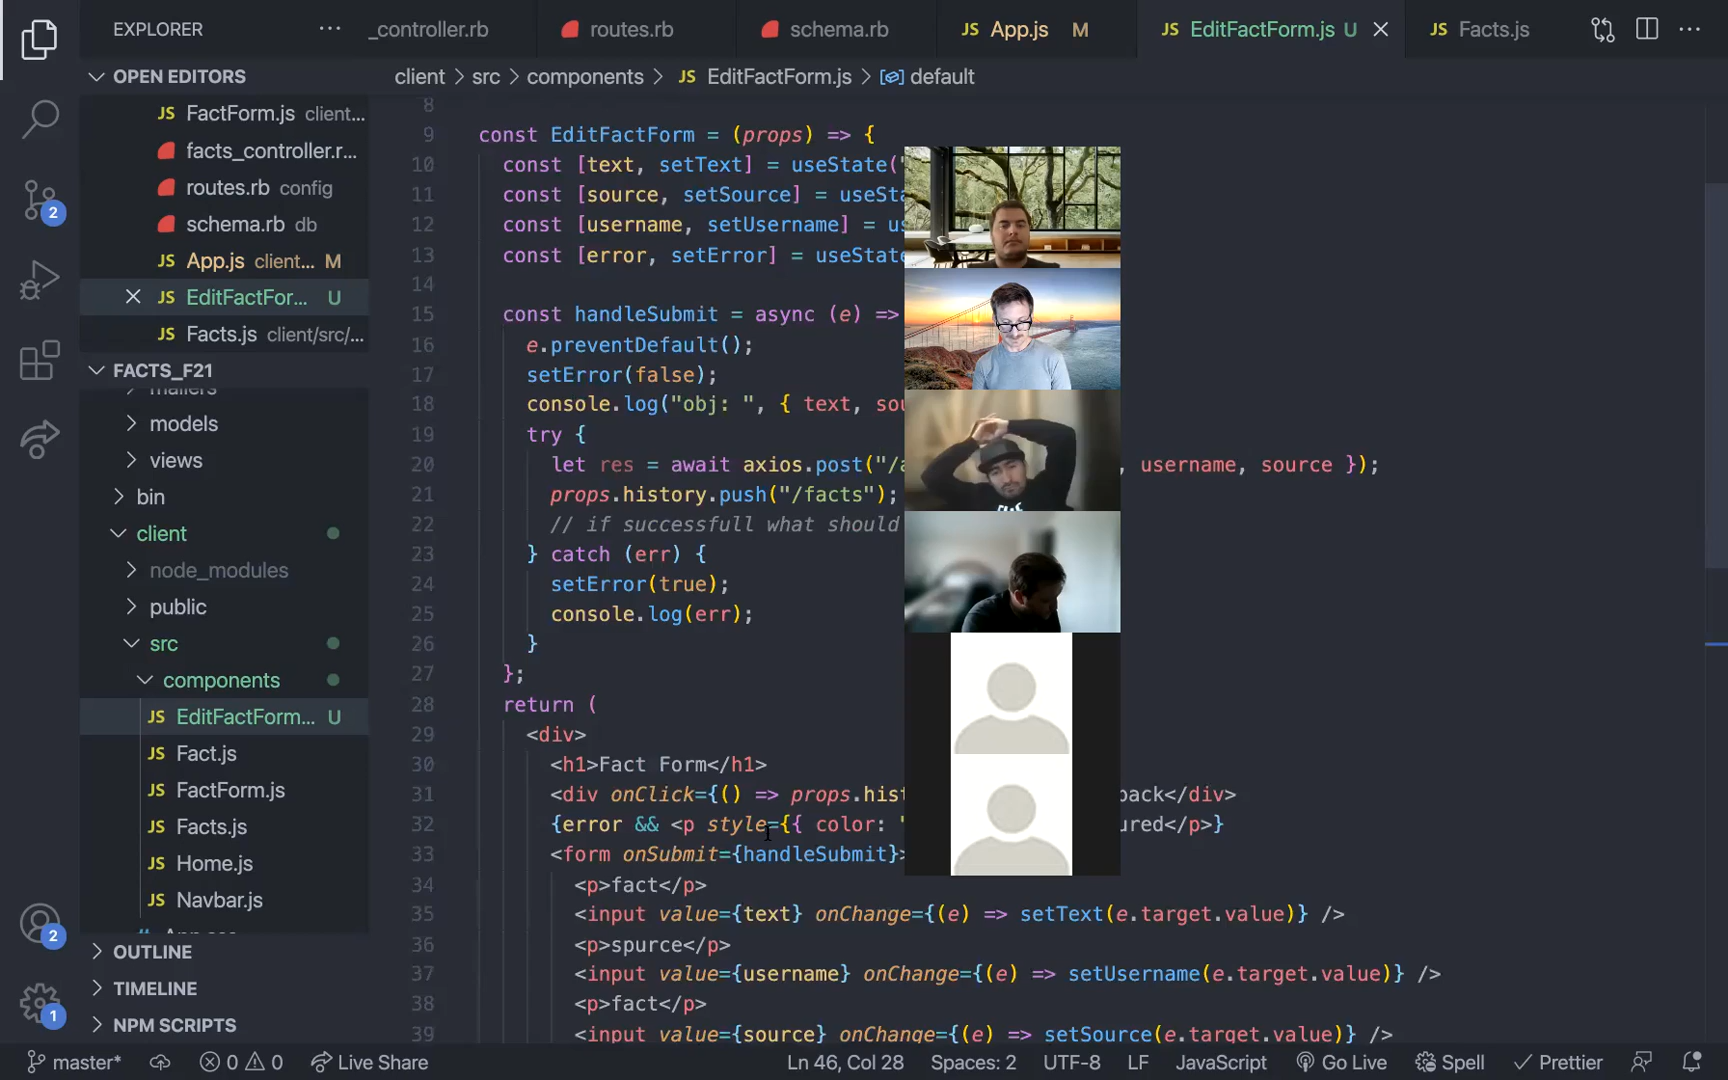 EXPLORER
_controller.rb
routes.rb
schema.rb
App.js M
EditFactForm.js U
Facts.js
OPEN EDITORS
client > src > components > JS EditFactForm.js > default
JS FactForm.js client...
facts_controller.r...
routes.rb config
schema.rb db
JS App.js client... M
JS EditFactFor... U
JS Facts.js client/src/...
FACTS_F21
mailers
models
views
bin
client
node_modules
public
src
components
JS EditFactForm... U
JS Fact.js
JS FactForm.js
JS Facts.js
JS Home.js
JS Navbar.js
OUTLINE
TIMELINE
NPM SCRIPTS
8
9 const EditFactForm = (props) => {
10 const [text, setText] = useState("
11 const [source, setSource] = useSta
12 const [username, setUsername] = us
13 const [error, setError] = useState
14
15 const handleSubmit = async (e) =>
16 e.preventDefault();
17 setError(false);
18 console.log("obj: ", { text, sou
19 try {
20 let res = await axios.post("/a , username, source });
21 props.history.push("/facts");
22 // if successfull what should
23 } catch (err) {
24 setError(true);
25 console.log(err);
26 }
27 };
28 return (
29 <div>
30 <h1>Fact Form</h1>
31 <div onClick={() => props.his back</div>
32 {error && <p style={{ color: " ured</p>}
33 <form onSubmit={handleSubmit}>
34 <p>fact</p>
35 <input value={text} onChange={(e) => setText(e.target.value)} />
36 <p>spurce</p>
37 <input value={username} onChange={(e) => setUsername(e.target.value)} />
38 <p>fact</p>
39 <input value={source} onChange={(e) => setSource(e.target.value)} />
2
2
1
master* 0 0 Live Share
Ln 46, Col 28 Spaces: 2 UTF-8 LF JavaScript Go Live Spell Prettier